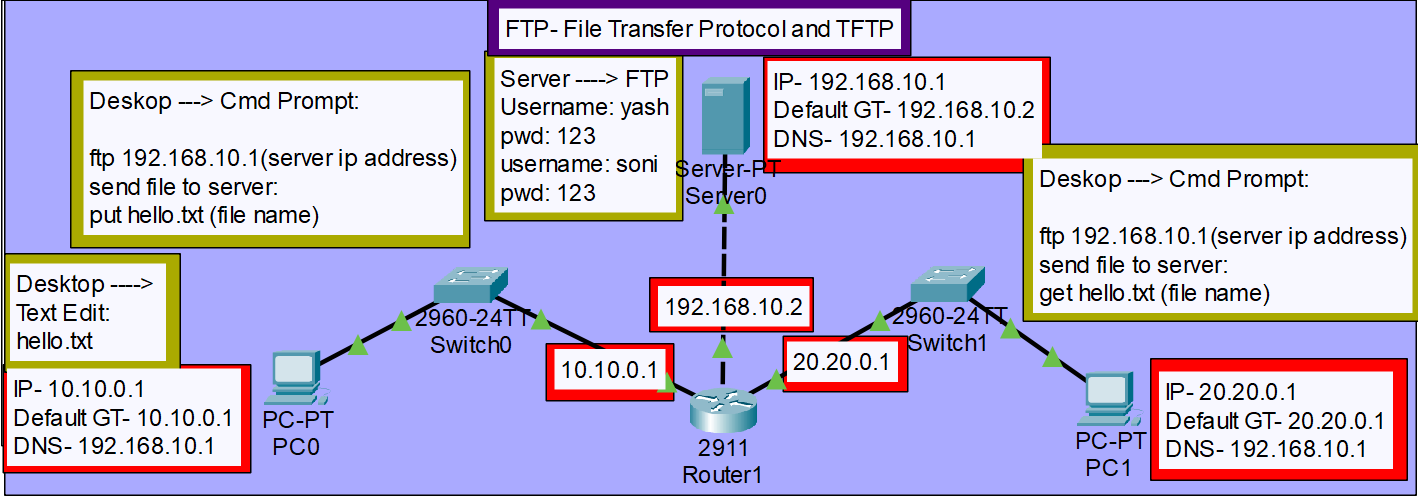 FTP- File Transfer Protocol and TFTP
Deskop ---> Cmd Prompt:
ftp 192.168.10.1(server ip address)
send file to server:
put hello.txt (file name)
Server ----> FTP
Username: yash
pwd: 123
username: soni
pwd: 123
Server-PT
Server0
IP- 192.168.10.1
Default GT- 192.168.10.2
DNS- 192.168.10.1
Deskop ---> Cmd Prompt:
ftp 192.168.10.1(server ip address)
send file to server:
get hello.txt (file name)
Desktop ---->
Text Edit:
hello.txt
2960-24TT
Switch0
192.168.10.2
2960-24TT
Switch1
10.10.0.1
20.20.0.1
IP- 10.10.0.1
Default GT- 10.10.0.1
DNS- 192.168.10.1
PC-PT
PC0
2911
Router1
PC-PT
PC1
IP- 20.20.0.1
Default GT- 20.20.0.1
DNS- 192.168.10.1